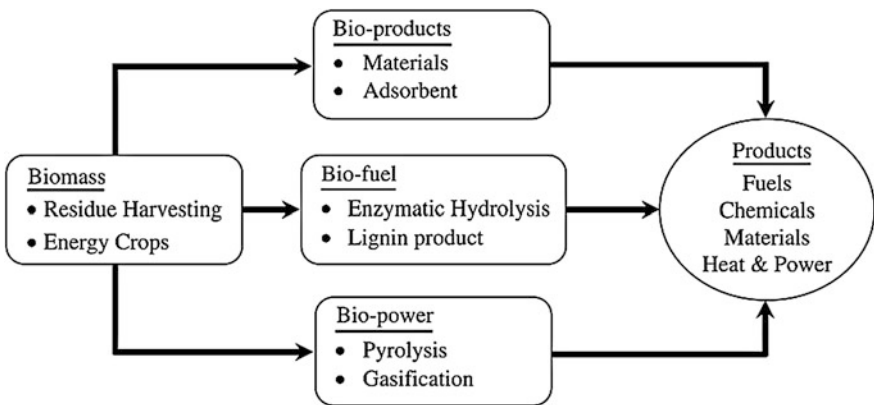 Bio-products
• Materials
• Adsorbent
Biomass
• Residue Harvesting
• Energy Crops
Bio-fuel
• Enzymatic Hydrolysis
• Lignin product
Bio-power
• Pyrolysis
• Gasification
Products
Fuels
Chemicals
Materials
Heat & Power